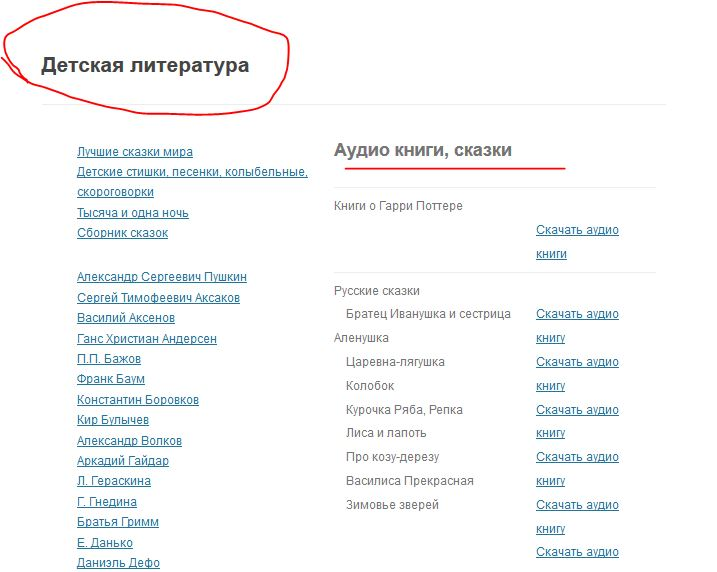 Детская литература
Лучшие сказки мира
Детские стишки, песенки, колыбельные,
скороговорки
Тысяча и одна ночь
Сборник сказок
Александр Сергеевич Пушкин
Сергей Тимофеевич Аксаков
Василий Аксенов
Ганс Христиан Андерсен
П.П. Бажов
Франк Баум
Константин Боровков
Кир Булычев
Александр Волков
Аркадий Гайдар
Л. Гераскина
Г. Гнедина
Братья Гримм
Е. Данько
Даниэль Дефо
Аудио книги, сказки
Книги о Гарри Поттере
Скачать аудио
книги
Русские сказки
Братец Иванушка и сестрица Скачать аудио
Аленушка книгу
Царевна-лягушка Скачать аудио
Колобок книгу
Курочка Ряба, Репка Скачать аудио
Лиса и лапоть книгу
Про козу-дерезу Скачать аудио
Василиса Прекрасная книгу
Зимовье зверей Скачать аудио
книгу
Скачать аудио